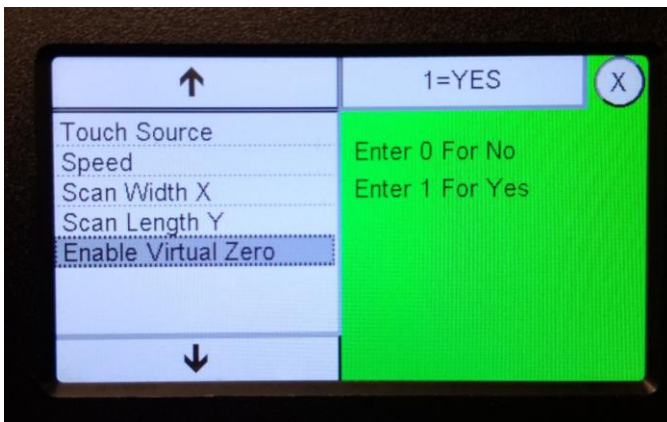 1=YES
X
Touch Source
Speed
Scan Width X
Scan Length Y
Enable Virtual Zero
Enter 0 For No
Enter 1 For Yes